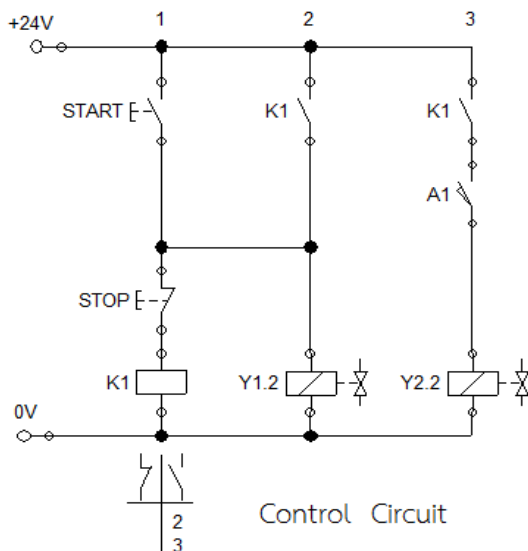 1 2 3
+24V
START K1 K1
A1
STOP
K1 Y1.2 Y2.2
0V
2
3
Control Circuit